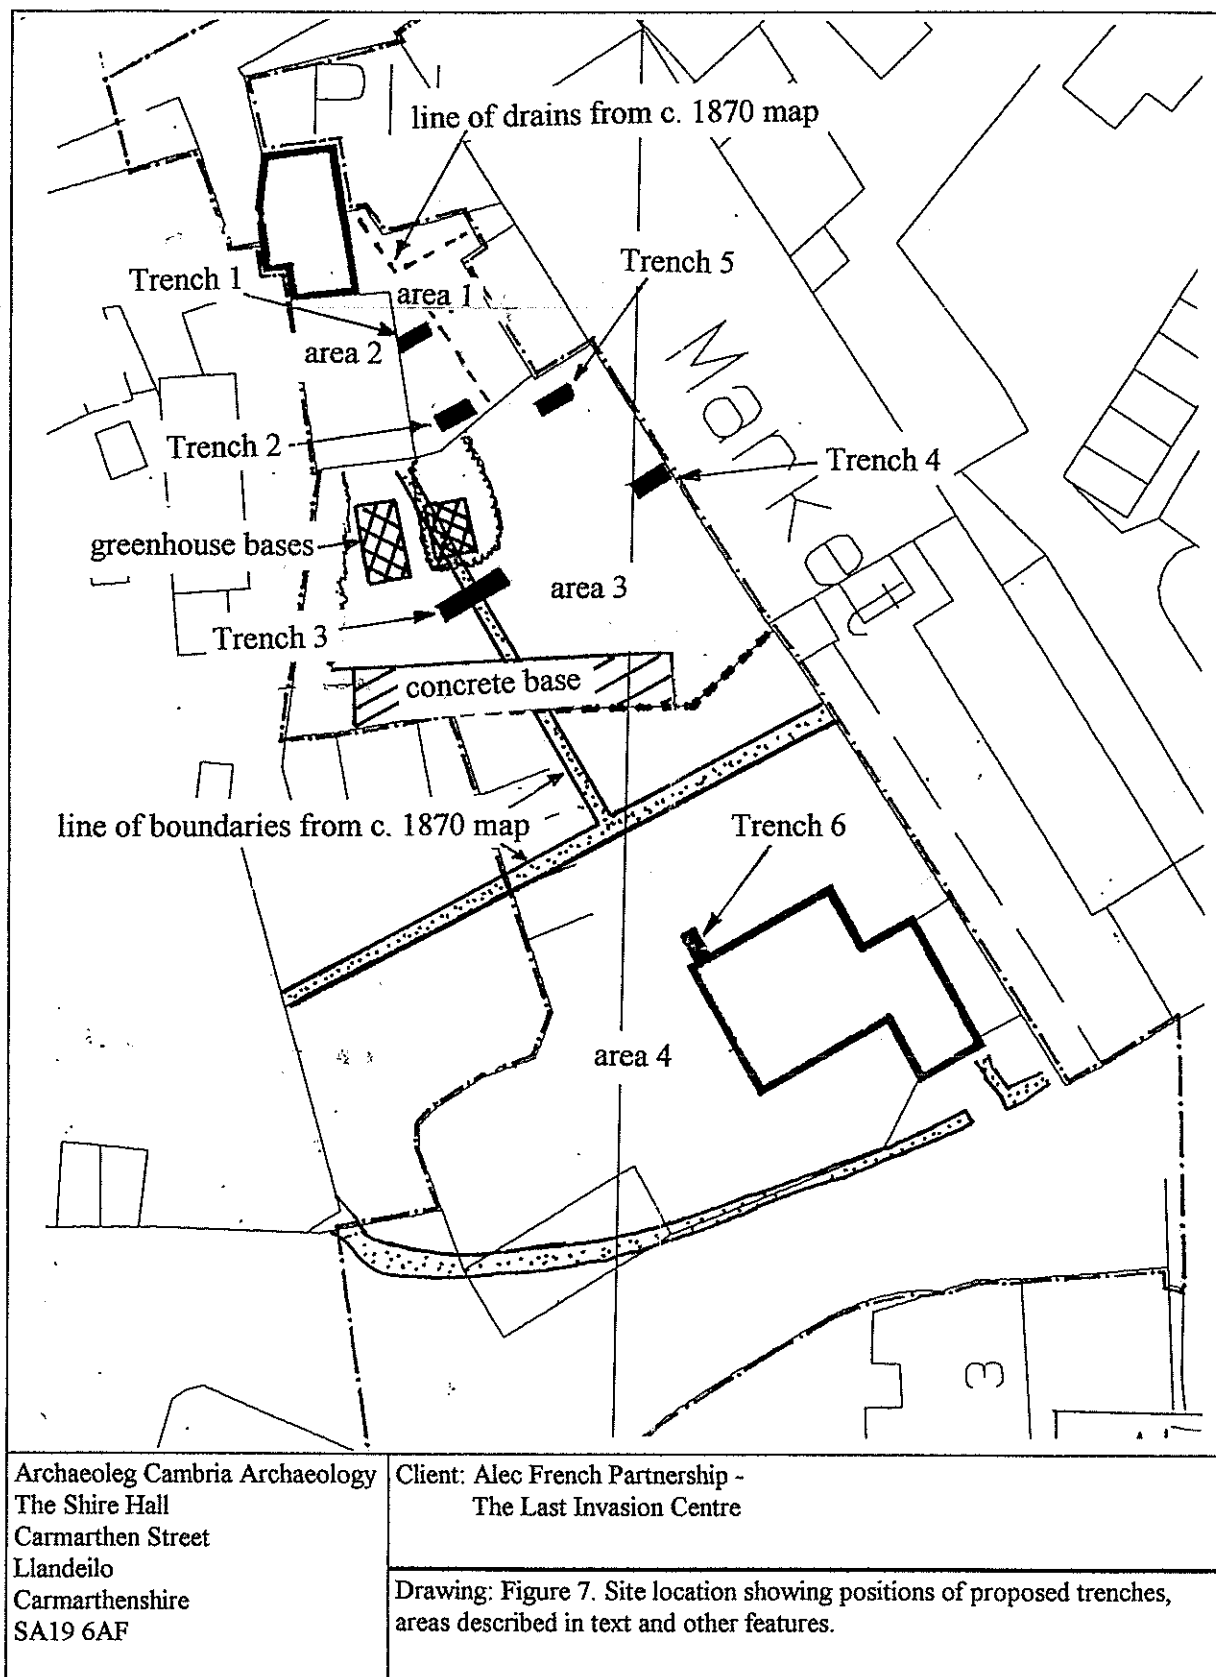 line of drains from c. 1870 map
Trench 1
area 1
Trench 5
area 2
Market
Trench 2
Trench 4
greenhouse bases
area 3
Trench 3
concrete base
line of boundaries from c. 1870 map
Trench 6
area 4
3
Archaeoleg Cambria Archaeology
The Shire Hall
Carmarthen Street
Llandeilo
Carmarthenshire
SA19 6AF
Client: Alec French Partnership -
The Last Invasion Centre
Drawing: Figure 7. Site location showing positions of proposed trenches,
areas described in text and other features.